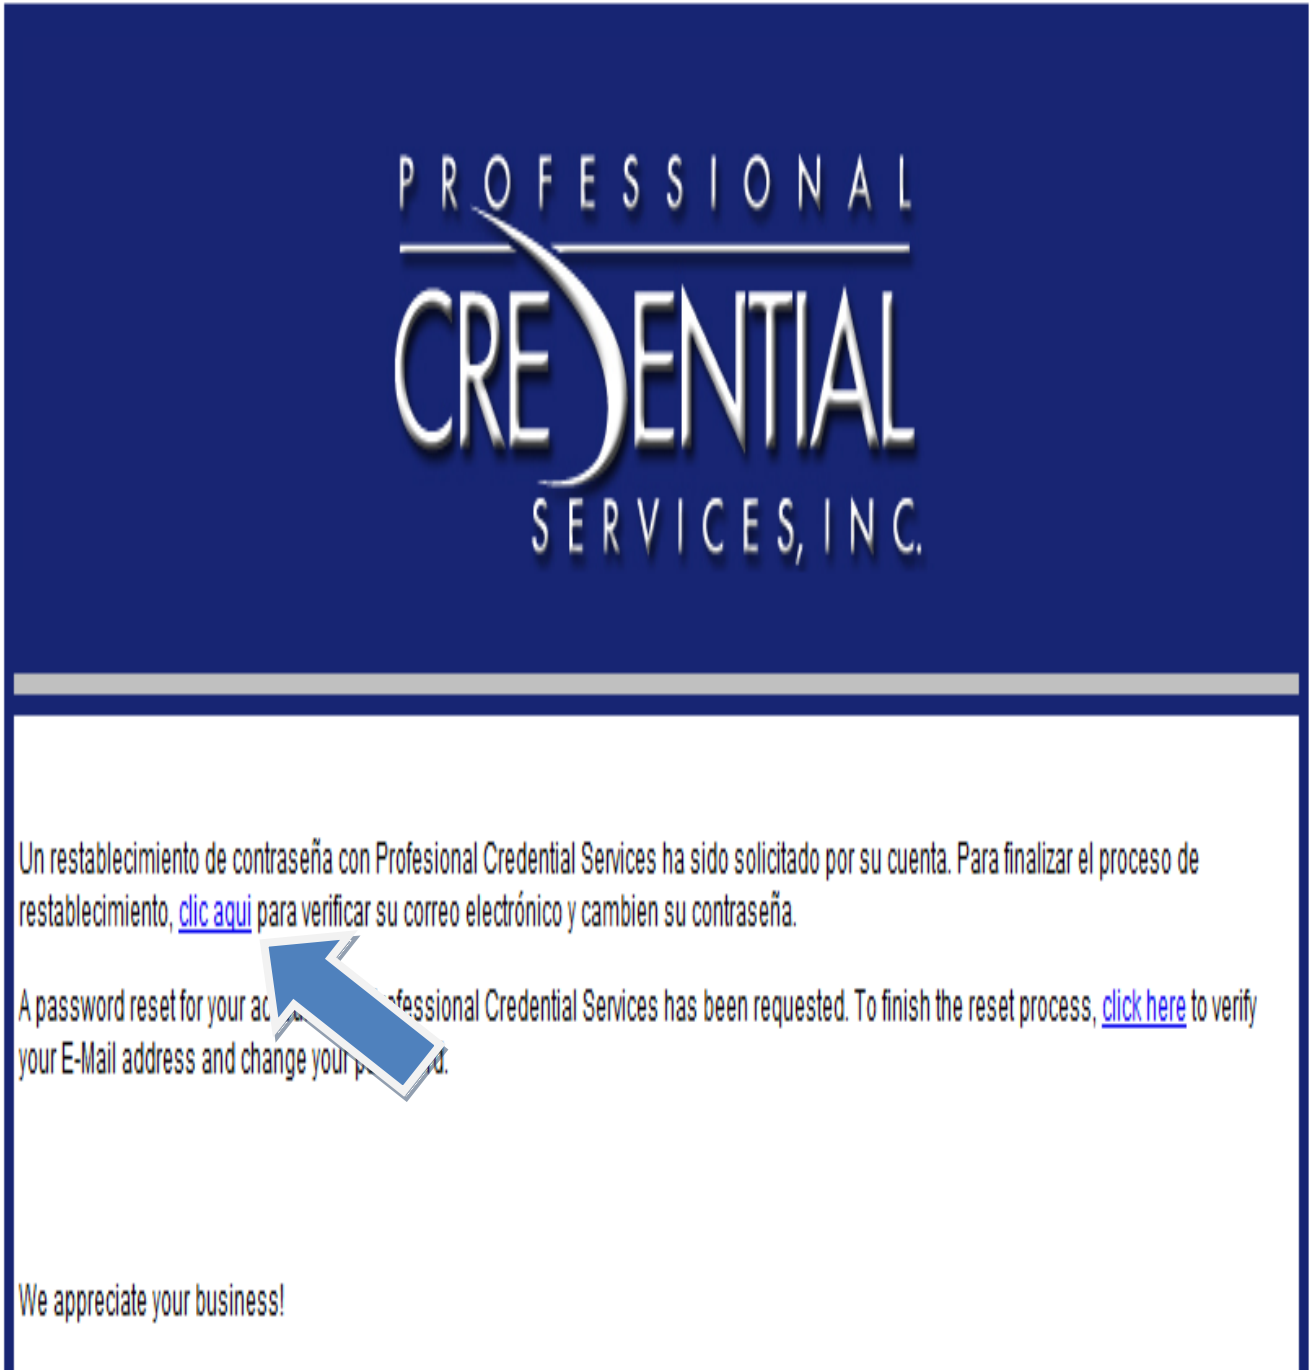 PROFESSIONAL
CREDENTIAL
SERVICES, INC.
Un restablecimiento de contraseña con Profesional Credential Services ha sido solicitado por su cuenta. Para finalizar el proceso de
restablecimiento, clic aqui para verificar su correo electrónico y cambien su contraseña.
A password reset for your Professional Credential Services has been requested. To finish the reset process, click here to verify
your E-Mail address and change your
We appreciate your business!